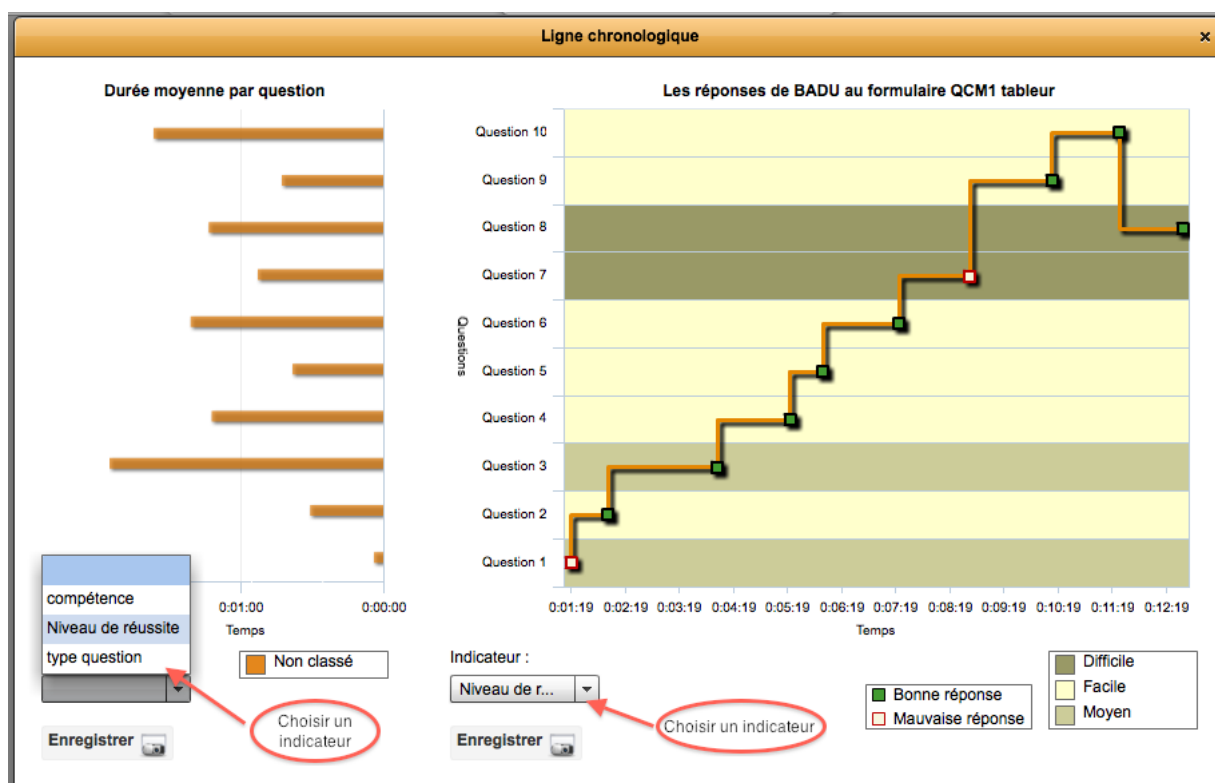 Ligne chronologique
×
Durée moyenne par question
compétence
Niveau de réussite
type question
0:01:00
0:00:00
Temps
Non classé
Choisir un
indicateur
Enregistrer
Les réponses de BADU au formulaire QCM1 tableur
Questions
Question 10
Question 9
Question 8
Question 7
Question 6
Question 5
Question 4
Question 3
Question 2
Question 1
0:01:19 0:02:19 0:03:19 0:04:19 0:05:19 0:06:19 0:07:19 0:08:19 0:09:19 0:10:19 0:11:19 0:12:19
Temps
Indicateur :
Niveau de r...
Choisir un indicateur
Enregistrer
Bonne réponse
Mauvaise réponse
Difficile
Facile
Moyen